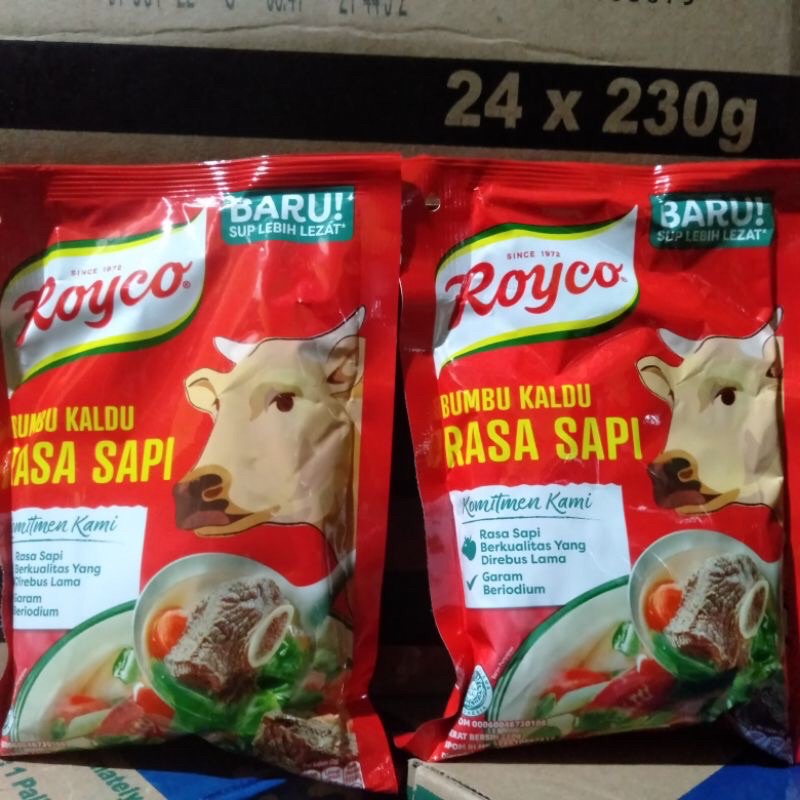 24 x 230g
BARU!
SUP LEBIH LEZAT*
SINCE 1972
Royco®
BUMBU KALDU
RASA SAPI
Komitmen Kami
Rasa Sapi
Berkualitas Yang
Direbus Lama
Garam
Beriodium
BARU!
SUP LEBIH LEZAT*
SINCE 1972
Royco®
BUMBU KALDU
RASA SAPI
Komitmen Kami
Rasa Sapi
Berkualitas Yang
Direbus Lama
Garam
Beriodium